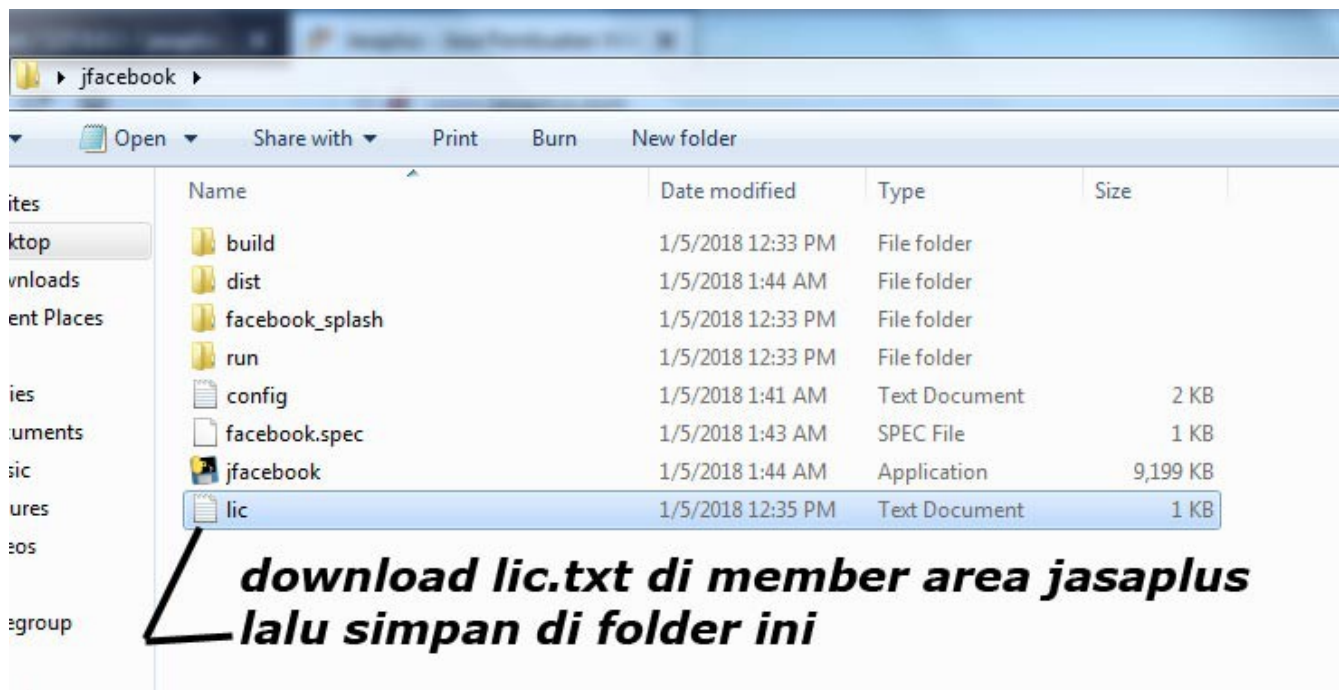 jfacebook
Open Share with Print Burn New folder
Name Date modified Type Size
build 1/5/2018 12:33 PM File folder
dist 1/5/2018 1:44 AM File folder
facebook_splash 1/5/2018 12:33 PM File folder
run 1/5/2018 12:33 PM File folder
config 1/5/2018 1:41 AM Text Document 2 KB
facebook.spec 1/5/2018 1:43 AM SPEC File 1 KB
jfacebook 1/5/2018 1:44 AM Application 9,199 KB
lic 1/5/2018 12:35 PM Text Document 1 KB
ites
ktop
wnloads
ent Places
ies
uments
sic
ures
eos
egroup
download lic.txt di member area jasaplus
lalu simpan di folder ini